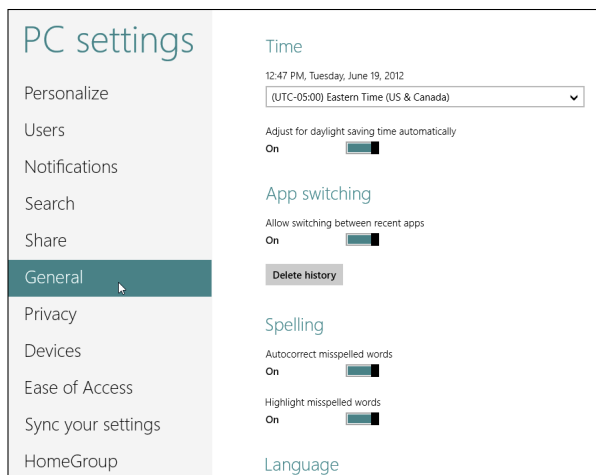 PC settings
Personalize
Users
Notifications
Search
Share
General
Privacy
Devices
Ease of Access
Sync your settings
HomeGroup
Time
12:47 PM, Tuesday, June 19, 2012
(UTC-05:00) Eastern Time (US & Canada)
Adjust for daylight saving time automatically
On
App switching
Allow switching between recent apps
On
Delete history
Spelling
Autocorrect misspelled words
On
Highlight misspelled words
On
Language